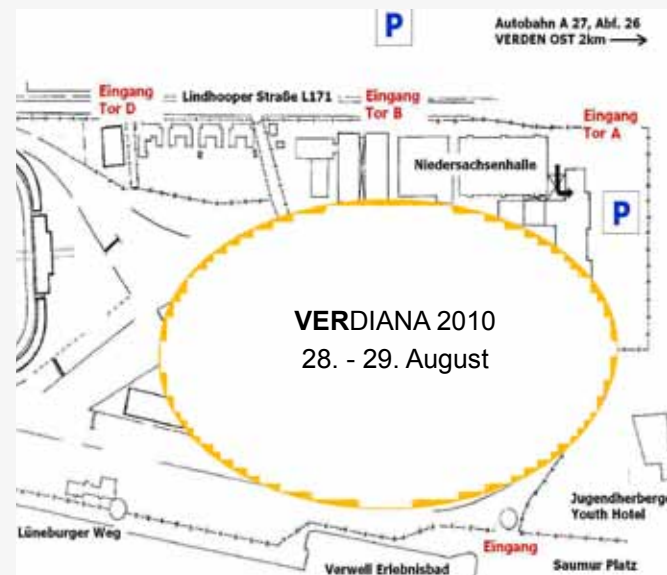 P
Autobahn A 27, Abf. 26
VERDEN OST 2km
Eingang
Tor D
Lindhooper Straße L171
Eingang
Tor B
Eingang
Tor A
Niedersachsenhalle
P
VERDIANA 2010
28. - 29. August
Jugendherberge
Youth Hotel
Lüneburger Weg
Eingang
Verwell Erlebnisbad
Saumur Platz